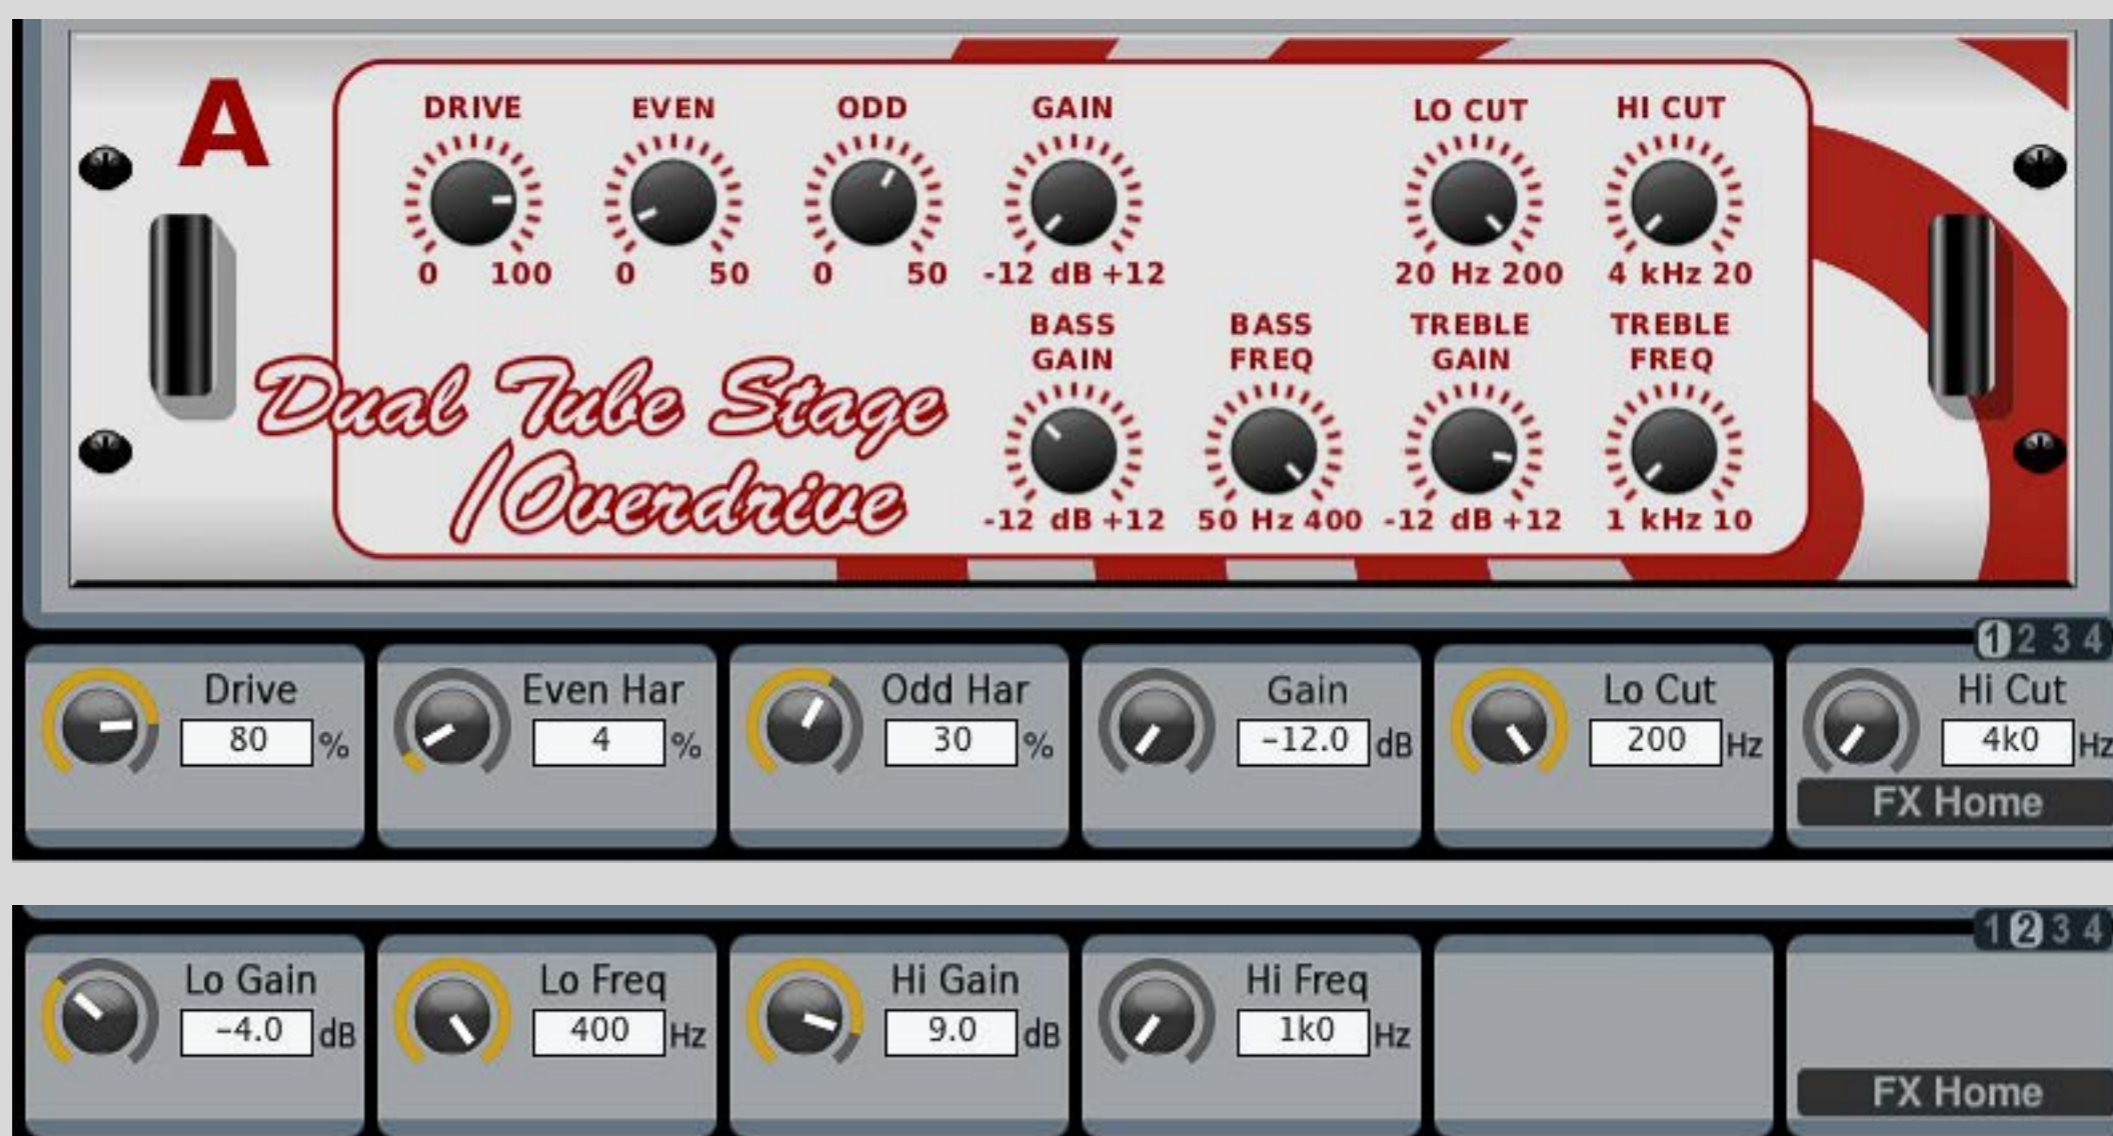 A
DRIVE EVEN ODD GAIN LO CUT HI CUT
0 100 0 50 0 50 -12 dB +12 20 Hz 200 4 kHz 20
BASS GAIN BASS FREQ TREBLE GAIN TREBLE FREQ
-12 dB +12 50 Hz 400 -12 dB +12 1 kHz 10
Dual Tube Stage
/Overdrive
1 2 3 4
Drive Even Har Odd Har Gain Lo Cut Hi Cut
80 % 4 % 30 % -12.0 dB 200 Hz 4k0 Hz
FX Home
1 2 3 4
Lo Gain Lo Freq Hi Gain Hi Freq
-4.0 dB 400 Hz 9.0 dB 1k0 Hz
FX Home